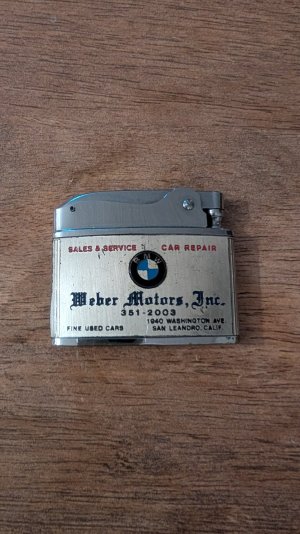 SALES & SERVICE CAR REPAIR
BMW
Weber Motors, Inc.
351-2003
1940 WASHINGTON AVE.
FINE USED CARS SAN LEANDRO, CALIF.